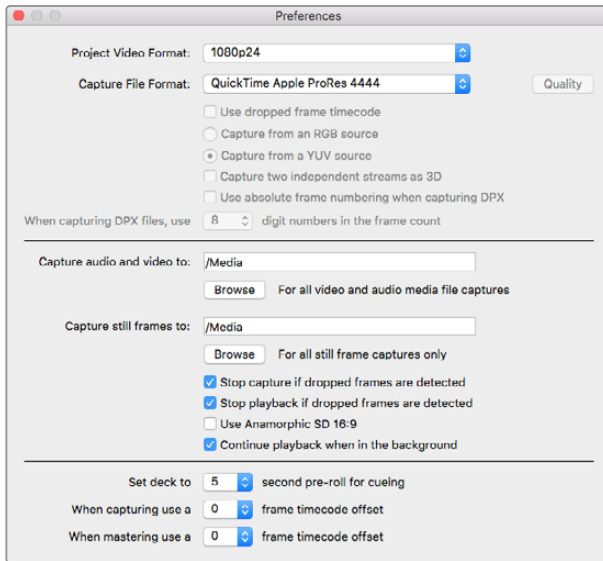 Preferences
Project Video Format: 1080p24
Capture File Format: QuickTime Apple ProRes 4444 Quality
Use dropped frame timecode
Capture from an RGB source
Capture from a YUV source
Capture two independent streams as 3D
Use absolute frame numbering when capturing DPX
When capturing DPX files, use 8 digit numbers in the frame count
Capture audio and video to: /Media
Browse For all video and audio media file captures
Capture still frames to: /Media
Browse For all still frame captures only
Stop capture if dropped frames are detected
Stop playback if dropped frames are detected
Use Anamorphic SD 16:9
Continue playback when in the background
Set deck to 5 second pre-roll for cueing
When capturing use a 0 frame timecode offset
When mastering use a 0 frame timecode offset